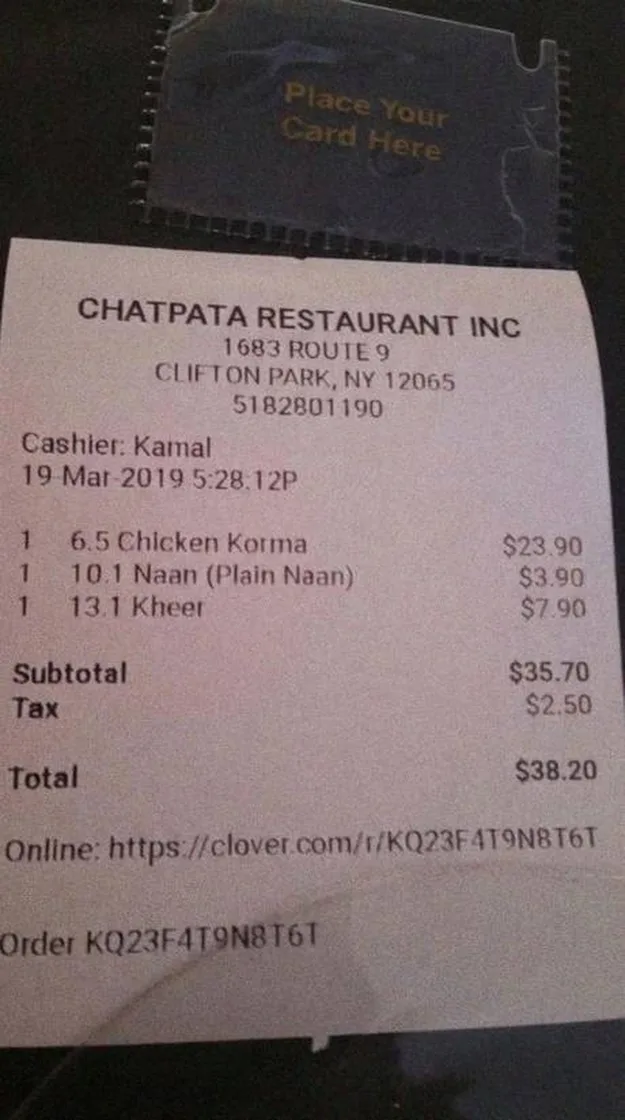 Place Your
Card Here
CHATPATA RESTAURANT INC
1683 ROUTE 9
CLIFTON PARK, NY 12065
5182801190
Cashier: Kamal
19-Mar-2019 5:28:12P
1 6.5 Chicken Korma $23.90
1 10.1 Naan (Plain Naan) $3.90
1 13.1 Kheer $7.90
Subtotal $35.70
Tax $2.50
Total $38.20
Online: https://clover.com/r/KQ23F4T9N8T6T
Order KQ23F4T9N8T6T